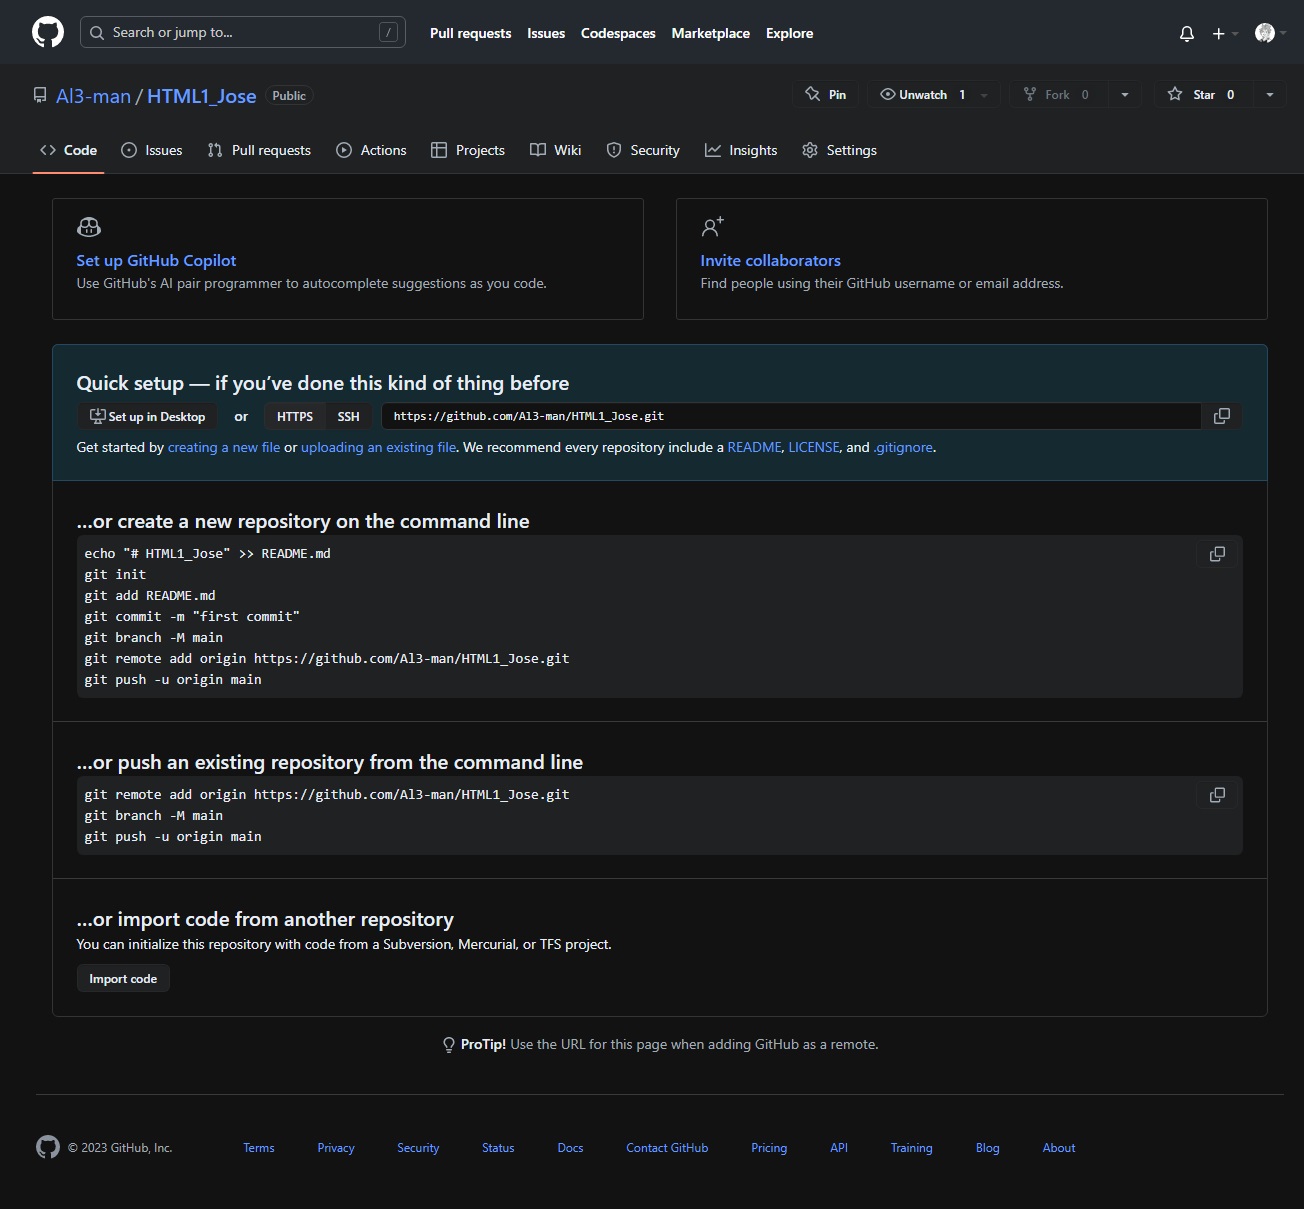 Search or jump to... /
Pull requests Issues Codespaces Marketplace Explore
Al3-man / HTML1_Jose Public
Pin Unwatch 1 Fork 0 Star 0
Code Issues Pull requests Actions Projects Wiki Security Insights Settings
Set up GitHub Copilot
Use GitHub's AI pair programmer to autocomplete suggestions as you code.
Invite collaborators
Find people using their GitHub username or email address.
Quick setup — if you’ve done this kind of thing before
Set up in Desktop or HTTPS SSH https://github.com/Al3-man/HTML1_Jose.git
Get started by creating a new file or uploading an existing file. We recommend every repository include a README, LICENSE, and .gitignore.
…or create a new repository on the command line
echo "# HTML1_Jose" >> README.md
git init
git add README.md
git commit -m "first commit"
git branch -M main
git remote add origin https://github.com/Al3-man/HTML1_Jose.git
git push -u origin main
…or push an existing repository from the command line
git remote add origin https://github.com/Al3-man/HTML1_Jose.git
git branch -M main
git push -u origin main
…or import code from another repository
You can initialize this repository with code from a Subversion, Mercurial, or TFS project.
Import code
ProTip! Use the URL for this page when adding GitHub as a remote.
© 2023 GitHub, Inc. Terms Privacy Security Status Docs Contact GitHub Pricing API Training Blog About